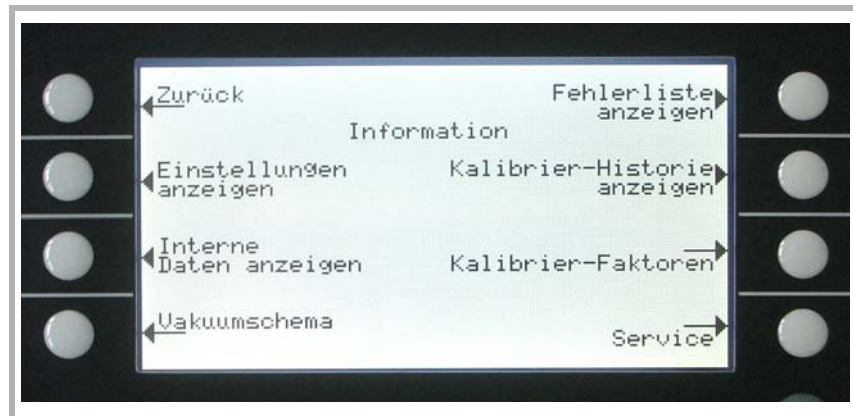 Zurück
Fehlerliste
anzeigen
Information
Einstellungen
anzeigen
Kalibrier-Historie
anzeigen
Interne
Daten anzeigen
Kalibrier-Faktoren
Vakuumschema
Service